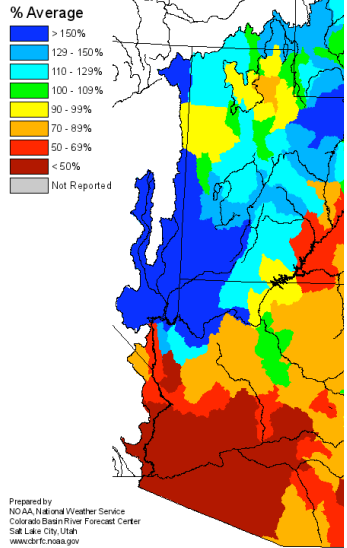 % Average
> 150%
129 - 150%
110 - 129%
100 - 109%
90 - 99%
70 - 89%
50 - 69%
< 50%
Not Reported
Prepared by
NOAA, National Weather Service
Colorado Basin River Forecast Center
Salt Lake City, Utah
www.cbrfc.noaa.gov